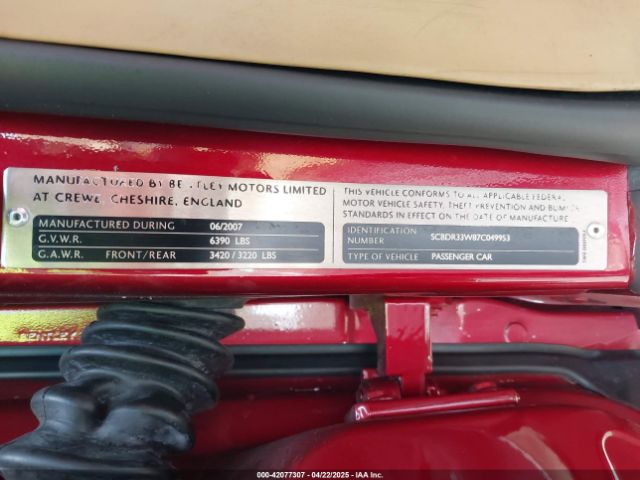 MANUFACTURED BY BENTLEY MOTORS LIMITED
AT CREWE, CHESHIRE, ENGLAND
MANUFACTURED DURING 06/2007
G.V.W.R. 6390 LBS
G.A.W.R. FRONT/REAR 3420 / 3220 LBS
THIS VEHICLE CONFORMS TO ALL APPLICABLE FEDERAL
MOTOR VEHICLE SAFETY, THEFT PREVENTION AND BUMPER
STANDARDS IN EFFECT ON THE DATE OF MANUFACTURE
IDENTIFICATION
NUMBER SCBDR33W87C049953
TYPE OF VEHICLE PASSENGER CAR
000-42077307 - 04/22/2025 - IAA Inc.